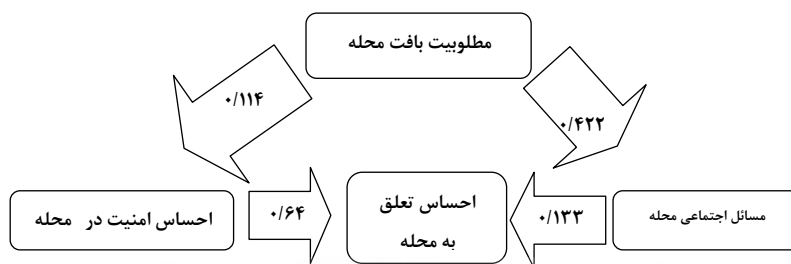 مطلوبیت بافت محله
۰/۱۱۴
۰/۴۲۲
احساس تعلق
به محله
احساس امنیت در محله
۰/۶۴
۰/۱۳۳
مسائل اجتماعی محله